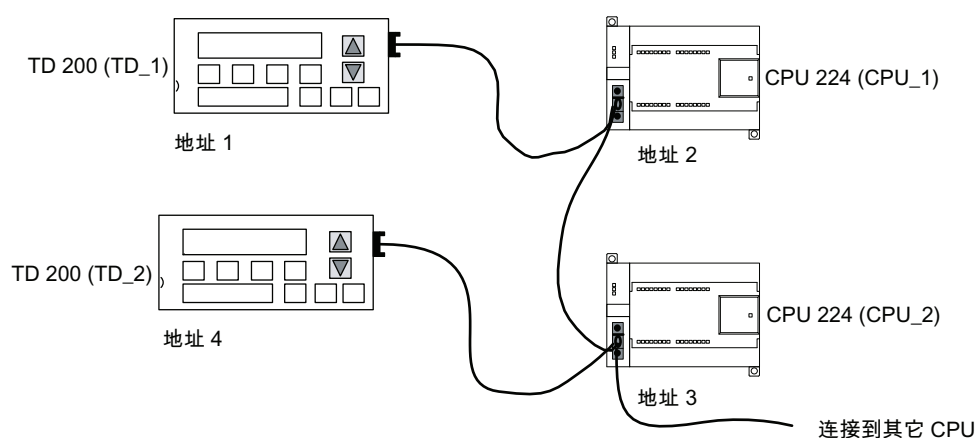 TD 200 (TD_1)
CPU 224 (CPU_1)
地址 1
地址 2
TD 200 (TD_2)
CPU 224 (CPU_2)
地址 4
地址 3
连接到其它 CPU